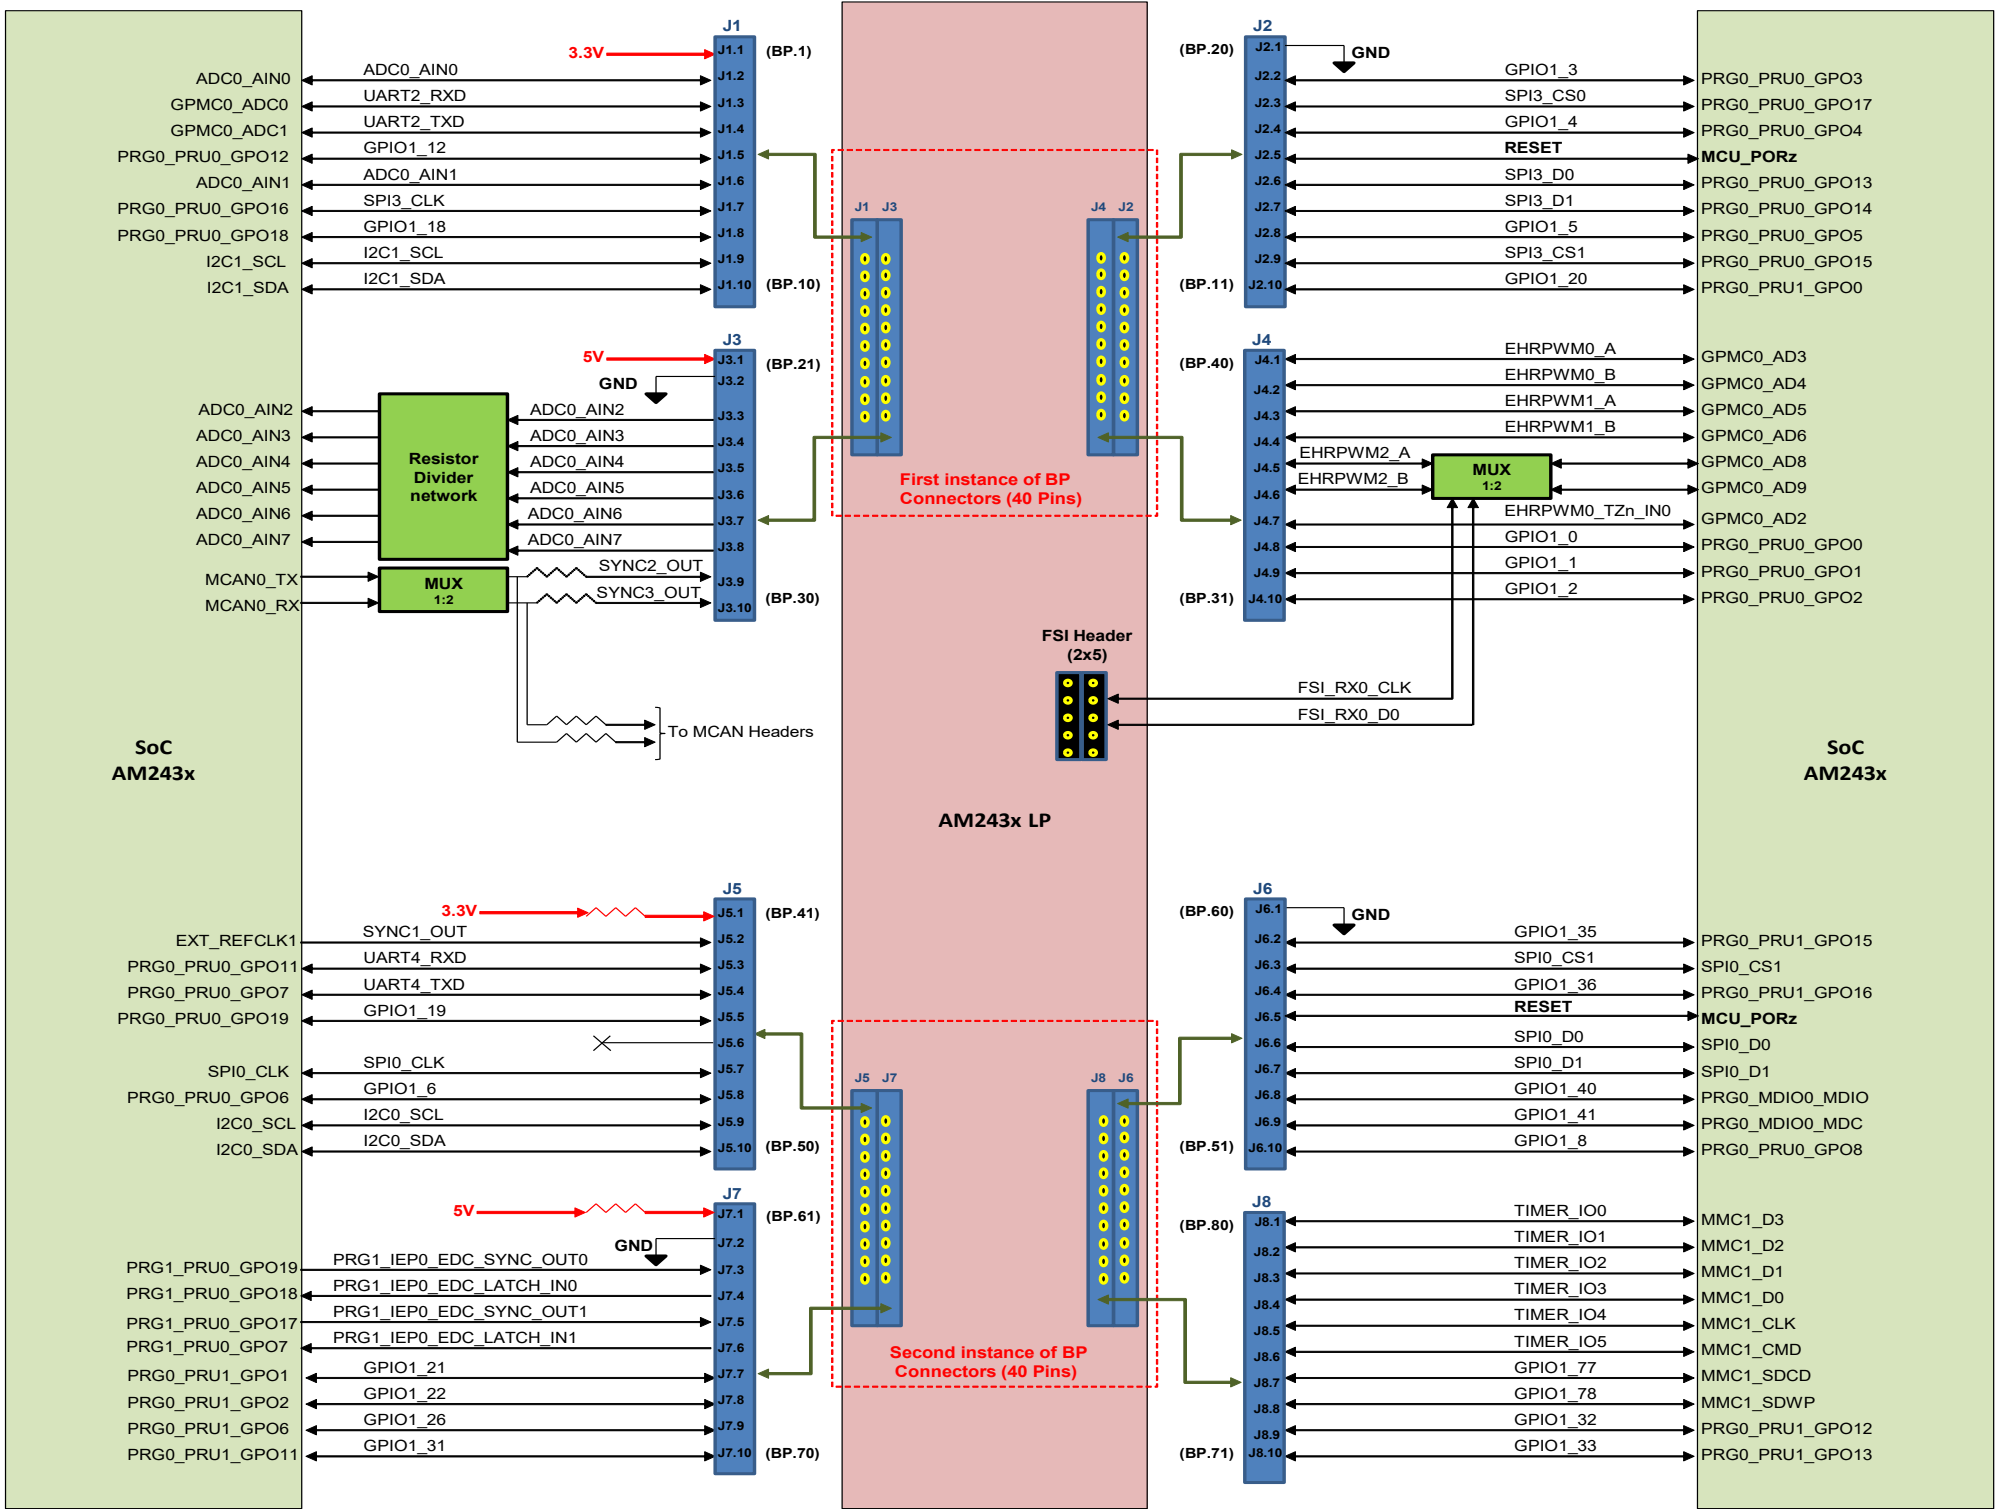 J1
3.3V
J1.1
(BP.1)
ADC0_AIN0
ADC0_AIN0
J1.2
GPMC0_ADC0
UART2_RXD
J1.3
GPMC0_ADC1
UART2_TXD
J1.4
PRG0_PRU0_GPO12
GPIO1_12
J1.5
ADC0_AIN1
ADC0_AIN1
J1.6
PRG0_PRU0_GPO16
SPI3_CLK
J1.7
PRG0_PRU0_GPO18
GPIO1_18
J1.8
I2C1_SCL
I2C1_SCL
J1.9
I2C1_SDA
I2C1_SDA
J1.10
(BP.10)
J3
5V
J3.1
(BP.21)
GND
J3.2
ADC0_AIN2
ADC0_AIN2
J3.3
ADC0_AIN3
ADC0_AIN3
J3.4
ADC0_AIN4
ADC0_AIN4
J3.5
ADC0_AIN5
ADC0_AIN5
J3.6
ADC0_AIN6
ADC0_AIN6
J3.7
ADC0_AIN7
ADC0_AIN7
J3.8
Resistor
Divider
network
MCAN0_TX
MCAN0_RX
MUX
1:2
SYNC2_OUT
J3.9
SYNC3_OUT
J3.10
(BP.30)
To MCAN Headers
SoC
AM243x
J5
3.3V
J5.1
(BP.41)
EXT_REFCLK1
SYNC1_OUT
J5.2
PRG0_PRU0_GPO11
UART4_RXD
J5.3
PRG0_PRU0_GPO7
UART4_TXD
J5.4
PRG0_PRU0_GPO19
GPIO1_19
J5.5
J5.6
SPI0_CLK
SPI0_CLK
J5.7
PRG0_PRU0_GPO6
GPIO1_6
J5.8
I2C0_SCL
I2C0_SCL
J5.9
I2C0_SDA
I2C0_SDA
J5.10
(BP.50)
J7
5V
J7.1
(BP.61)
GND
J7.2
PRG1_PRU0_GPO19
PRG1_IEP0_EDC_SYNC_OUT0
J7.3
PRG1_PRU0_GPO18
PRG1_IEP0_EDC_LATCH_IN0
J7.4
PRG1_PRU0_GPO17
PRG1_IEP0_EDC_SYNC_OUT1
J7.5
PRG1_PRU0_GPO7
PRG1_IEP0_EDC_LATCH_IN1
J7.6
PRG0_PRU1_GPO1
GPIO1_21
J7.7
PRG0_PRU1_GPO2
GPIO1_22
J7.8
PRG0_PRU1_GPO6
GPIO1_26
J7.9
PRG0_PRU1_GPO11
GPIO1_31
J7.10
(BP.70)
J1 J3
J4 J2
First instance of BP
Connectors (40 Pins)
FSI Header
(2x5)
AM243x LP
J5 J7
J8 J6
Second instance of BP
Connectors (40 Pins)
J2
(BP.20)
J2.1
GND
J2.2
GPIO1_3
PRG0_PRU0_GPO3
J2.3
SPI3_CS0
PRG0_PRU0_GPO17
J2.4
GPIO1_4
PRG0_PRU0_GPO4
J2.5
RESET
MCU_PORz
J2.6
SPI3_D0
PRG0_PRU0_GPO13
J2.7
SPI3_D1
PRG0_PRU0_GPO14
J2.8
GPIO1_5
PRG0_PRU0_GPO5
J2.9
SPI3_CS1
PRG0_PRU0_GPO15
(BP.11)
J2.10
GPIO1_20
PRG0_PRU1_GPO0
J4
(BP.40)
J4.1
EHRPWM0_A
GPMC0_AD3
J4.2
EHRPWM0_B
GPMC0_AD4
J4.3
EHRPWM1_A
GPMC0_AD5
J4.4
EHRPWM1_B
GPMC0_AD6
J4.5
EHRPWM2_A
GPMC0_AD8
J4.6
EHRPWM2_B
GPMC0_AD9
MUX
1:2
J4.7
EHRPWM0_TZn_IN0
GPMC0_AD2
J4.8
GPIO1_0
PRG0_PRU0_GPO0
J4.9
GPIO1_1
PRG0_PRU0_GPO1
(BP.31)
J4.10
GPIO1_2
PRG0_PRU0_GPO2
FSI_RX0_CLK
FSI_RX0_D0
SoC
AM243x
J6
(BP.60)
J6.1
GND
J6.2
GPIO1_35
PRG0_PRU1_GPO15
J6.3
SPI0_CS1
SPI0_CS1
J6.4
GPIO1_36
PRG0_PRU1_GPO16
J6.5
RESET
MCU_PORz
J6.6
SPI0_D0
SPI0_D0
J6.7
SPI0_D1
SPI0_D1
J6.8
GPIO1_40
PRG0_MDIO0_MDIO
J6.9
GPIO1_41
PRG0_MDIO0_MDC
(BP.51)
J6.10
GPIO1_8
PRG0_PRU0_GPO8
J8
(BP.80)
J8.1
TIMER_IO0
MMC1_D3
J8.2
TIMER_IO1
MMC1_D2
J8.3
TIMER_IO2
MMC1_D1
J8.4
TIMER_IO3
MMC1_D0
J8.5
TIMER_IO4
MMC1_CLK
J8.6
TIMER_IO5
MMC1_CMD
J8.7
GPIO1_77
MMC1_SDCD
J8.8
GPIO1_78
MMC1_SDWP
J8.9
GPIO1_32
PRG0_PRU1_GPO12
(BP.71)
J8.10
GPIO1_33
PRG0_PRU1_GPO13